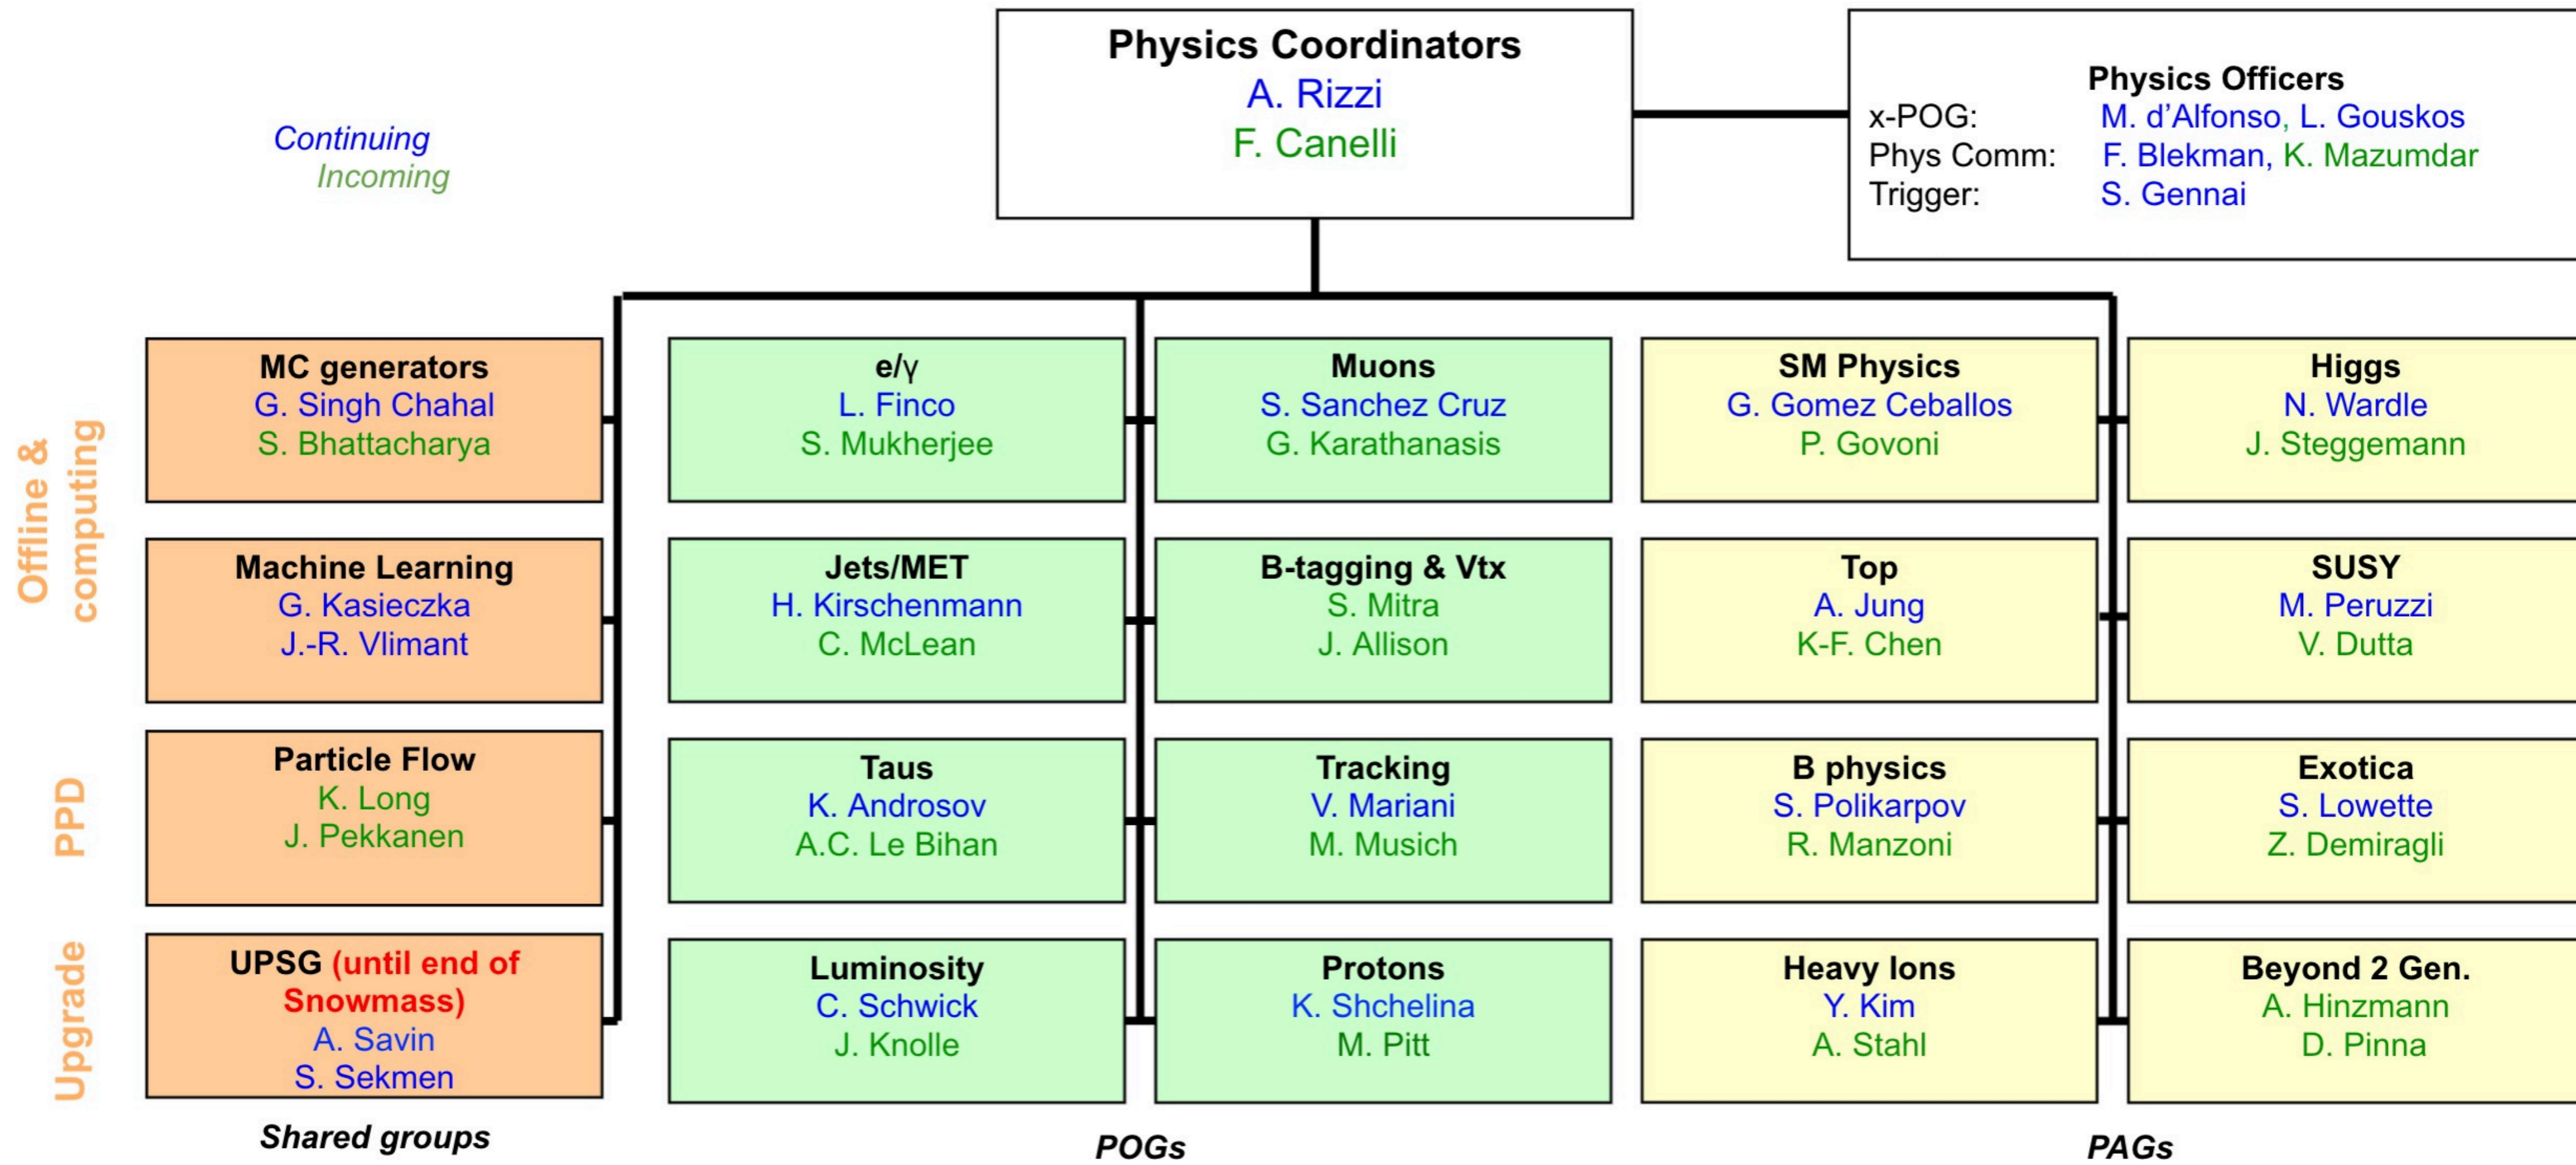 Physics Coordinators
A. Rizzi
F. Canelli
Physics Officers
x-POG: M. d’Alfonso, L. Gouskos
Phys Comm: F. Blekman, K. Mazumdar
Trigger: S. Gennai
Continuing
Incoming
Offline &
computing
PPD
Upgrade
MC generators
G. Singh Chahal
S. Bhattacharya
Machine Learning
G. Kasieczka
J.-R. Vlimant
Particle Flow
K. Long
J. Pekkanen
UPSG (until end of
Snowmass)
A. Savin
S. Sekmen
Shared groups
e/γ
L. Finco
S. Mukherjee
Muons
S. Sanchez Cruz
G. Karathanasis
Jets/MET
H. Kirschenmann
C. McLean
B-tagging & Vtx
S. Mitra
J. Allison
Taus
K. Androsov
A.C. Le Bihan
Tracking
V. Mariani
M. Musich
Luminosity
C. Schwick
J. Knolle
Protons
K. Shchelina
M. Pitt
POGs
SM Physics
G. Gomez Ceballos
P. Govoni
Higgs
N. Wardle
J. Steggemann
Top
A. Jung
K-F. Chen
SUSY
M. Peruzzi
V. Dutta
B physics
S. Polikarpov
R. Manzoni
Exotica
S. Lowette
Z. Demiragli
Heavy Ions
Y. Kim
A. Stahl
Beyond 2 Gen.
A. Hinzmann
D. Pinna
PAGs